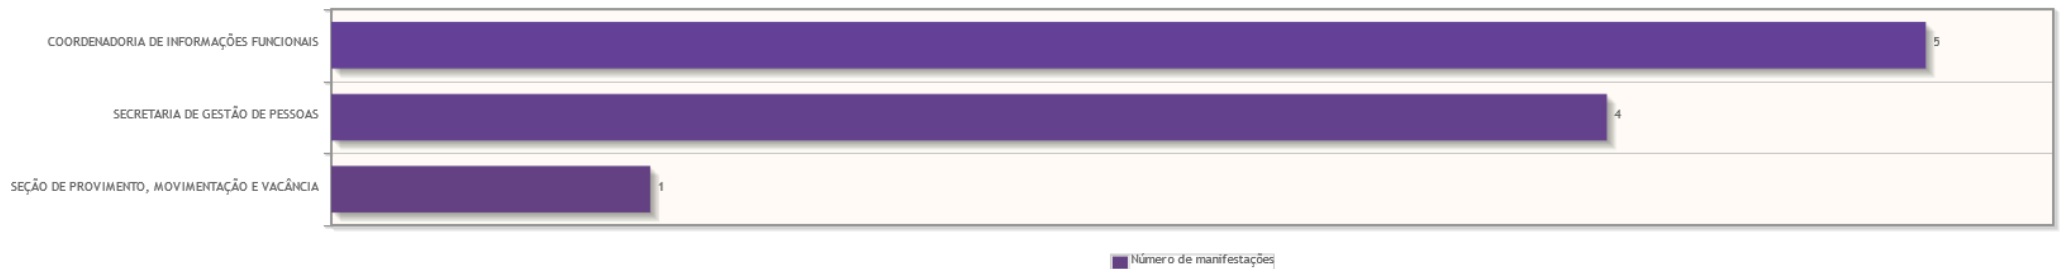 COORDENADORIA DE INFORMAÇÕES FUNCIONAIS
5
SECRETARIA DE GESTÃO DE PESSOAS
4
SEÇÃO DE PROVIMENTO, MOVIMENTAÇÃO E VACÂNCIA
1
Número de manifestações